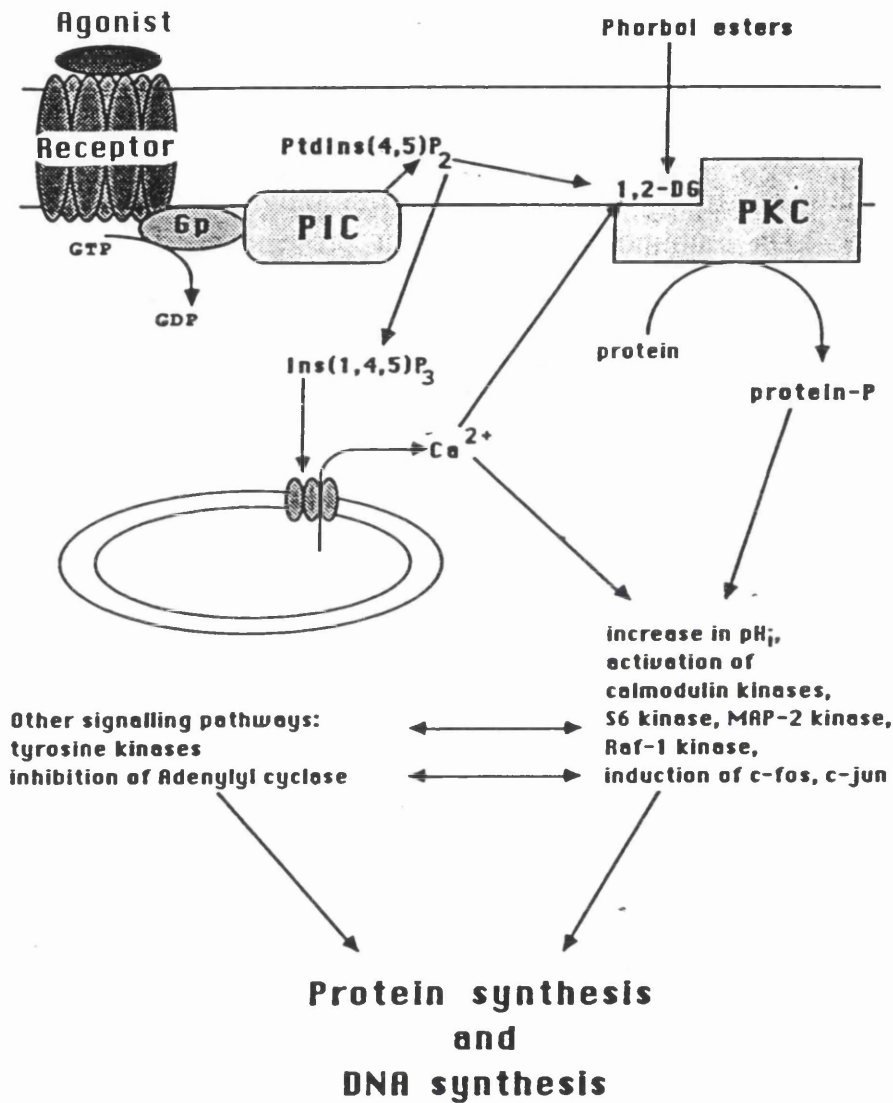 Agonist
Phorbol esters
Receptor
PtdIns(4,5)P2
1,2-DG
PKC
Gp
PIC
GTP
GDP
protein
Ins(1,4,5)P3
protein-P
Ca2+
increase in pHi,
activation of
calmodulin kinases,
S6 kinase, MAP-2 kinase,
Raf-1 kinase,
induction of c-fos, c-jun
Other signalling pathways:
tyrosine kinases
inhibition of Adenylyl cyclase
Protein synthesis
and
DNA synthesis